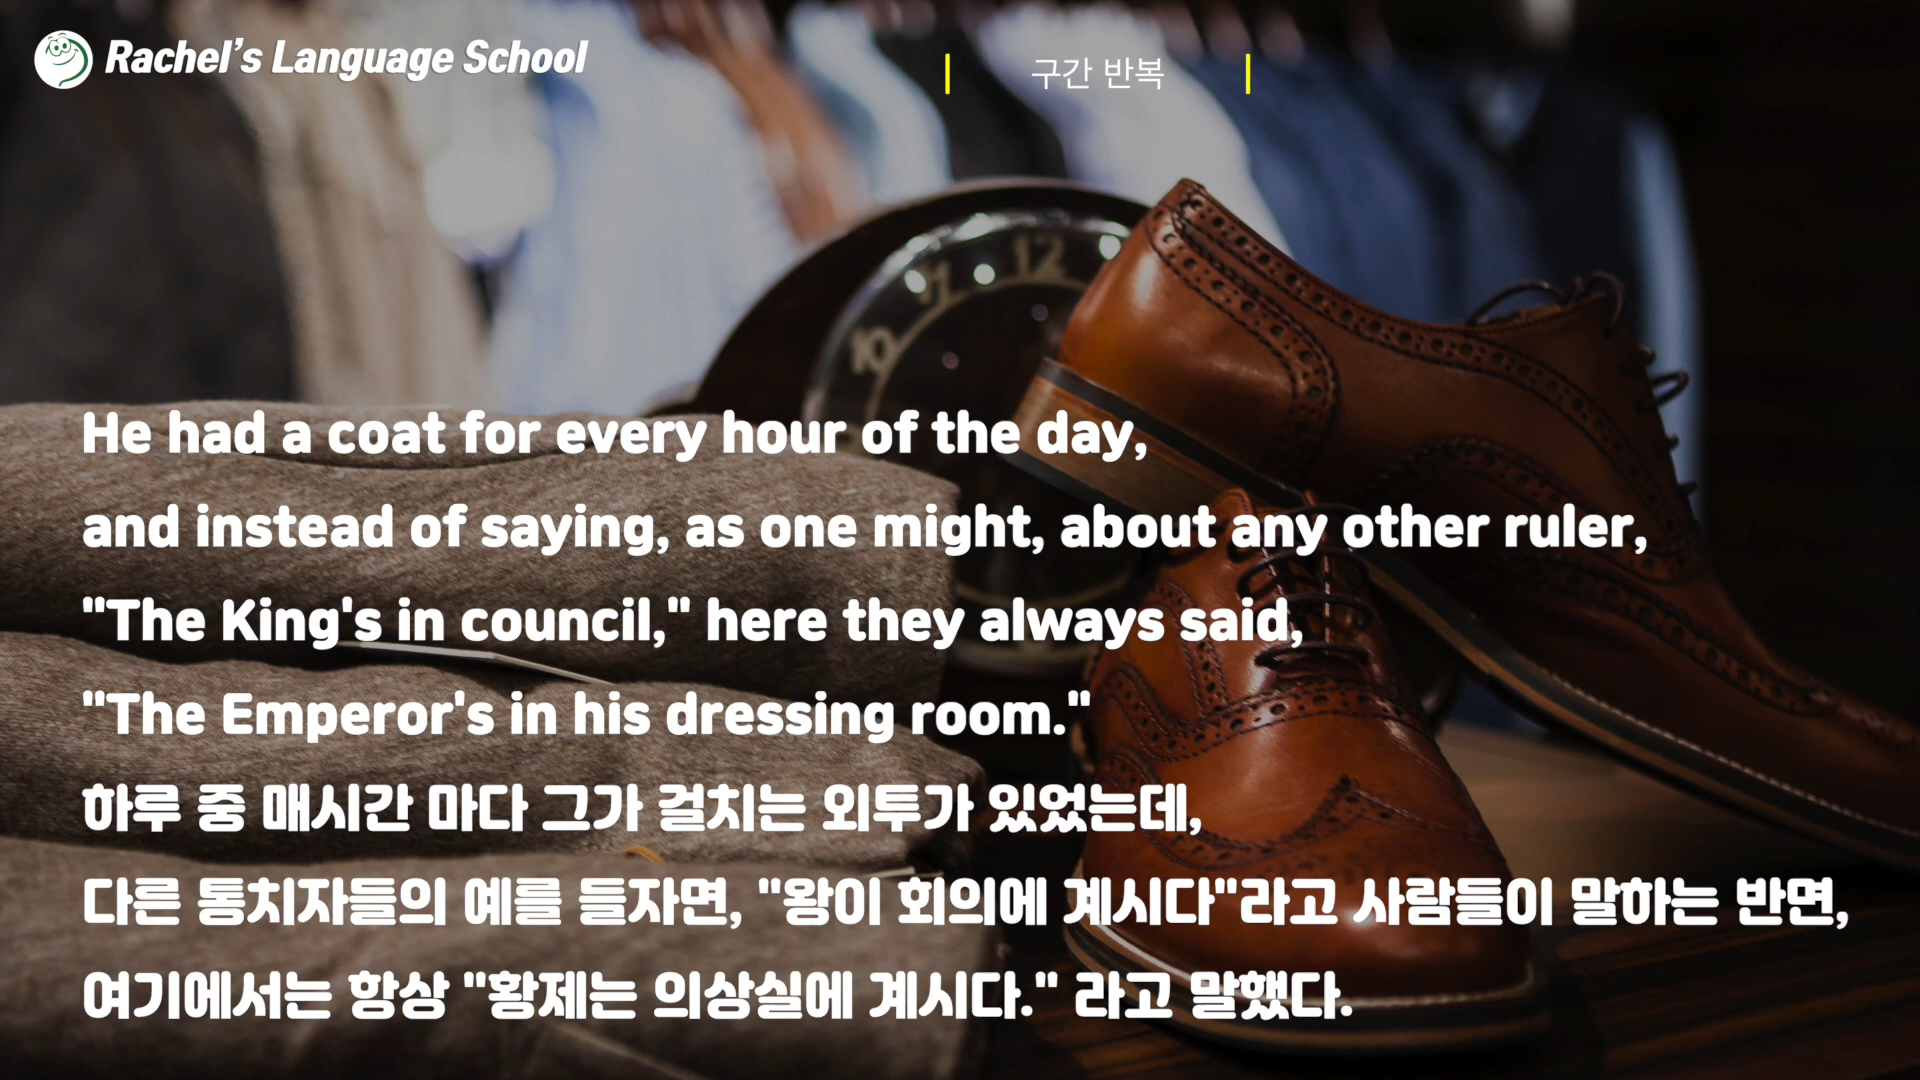 Rachel's Language School
구간 반복
He had a coat for every hour of the day,
and instead of saying, as one might, about any other ruler,
"The King's in council," here they always said,
"The Emperor's in his dressing room."
하루 중 매시간 마다 그가 걸치는 외투가 있었는데,
다른 통치자들의 예를 들자면, "왕이 회의에 계시다"라고 사람들이 말하는 반면,
여기에서는 항상 "황제는 의상실에 계시다." 라고 말했다.
12
10